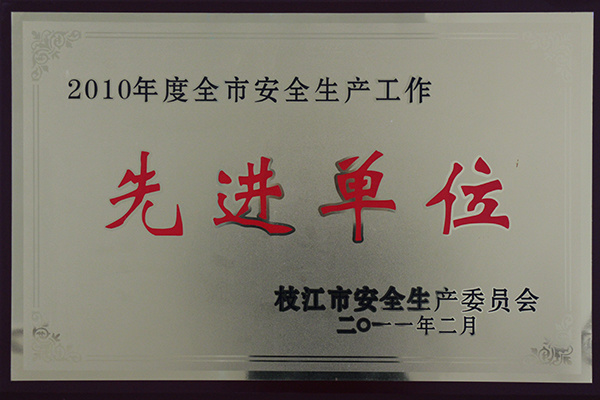 2010年度全市安全生产工作
先进单位
枝江市安全生产委员会
二〇一一年二月